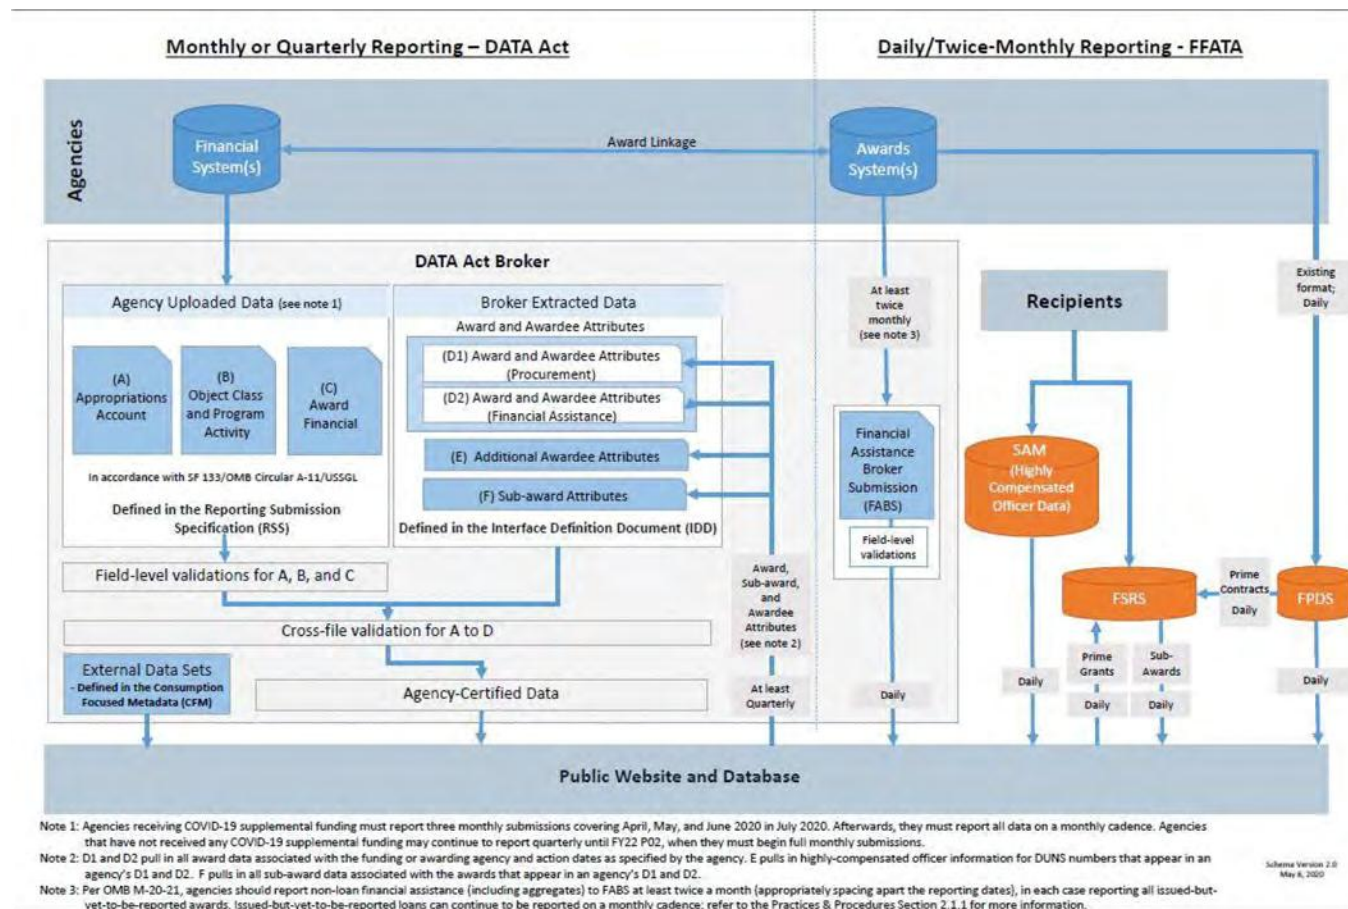 Monthly or Quarterly Reporting – DATA Act
Daily/Twice-Monthly Reporting - FFATA
Agencies
Financial
System(s)
Award Linkage
Awards
System(s)
DATA Act Broker
Agency Uploaded Data (see note 1)
(A)
Appropriations
Account
(B)
Object Class
and Program
Activity
(C)
Award
Financial
In accordance with SF 133/OMB Circular A-11/USSGL
Defined in the Reporting Submission
Specification (RSS)
Broker Extracted Data
Award and Awardee Attributes
(D1) Award and Awardee Attributes
(Procurement)
(D2) Award and Awardee Attributes
(Financial Assistance)
(E) Additional Awardee Attributes
(F) Sub-award Attributes
Defined in the Interface Definition Document (IDD)
Field-level validations for A, B, and C
Cross-file validation for A to D
External Data Sets
- Defined in the Consumption
Focused Metadata (CFM)
Agency-Certified Data
Award,
Sub-award,
and
Awardee
Attributes
(see note 2)
At least
Quarterly
At least
twice
monthly
(see note 3)
Financial
Assistance
Broker
Submission
(FABS)
Field-level
validations
Daily
Recipients
Existing
format;
Daily
SAM
(Highly
Compensated
Officer Data)
FSRS
Prime
Contracts
Daily
FPDS
Daily
Prime
Grants
Daily
Sub-
Awards
Daily
Daily
Public Website and Database
Note 1: Agencies receiving COVID-19 supplemental funding must report three monthly submissions covering April, May, and June 2020 in July 2020. Afterwards, they must report all data on a monthly cadence. Agencies
that have not received any COVID-19 supplemental funding may continue to report quarterly until FY22 P02, when they must begin full monthly submissions.
Note 2: D1 and D2 pull in all award data associated with the funding or awarding agency and action dates as specified by the agency. E pulls in highly-compensated officer information for DUNS numbers that appear in an
agency's D1 and D2. F pulls in all sub-award data associated with the awards that appear in an agency's D1 and D2.
Note 3: Per OMB M-20-21, agencies should report non-loan financial assistance (including aggregates) to FABS at least twice a month (appropriately spacing apart the reporting dates), in each case reporting all issued-but-
yet-to-be-reported awards. Issued-but-yet-to-be-reported loans can continue to be reported on a monthly cadence; refer to the Practices & Procedures Section 2.1.1 for more information.
Schema Version 2.0
May 6, 2020